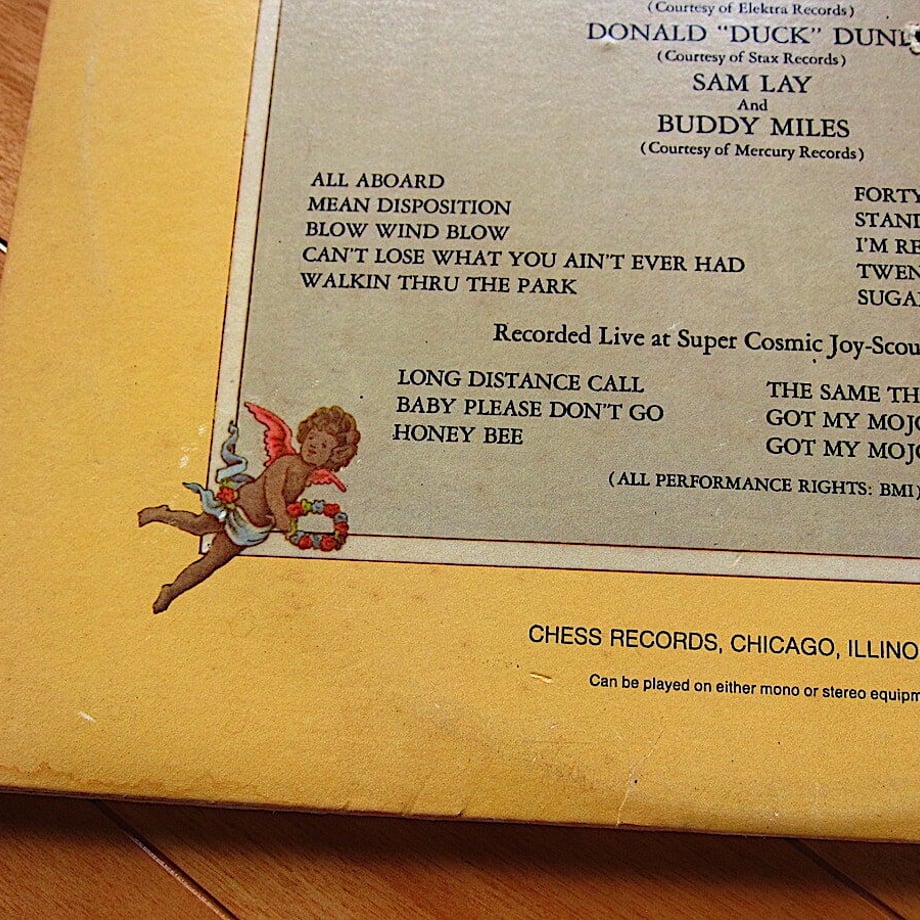 (Courtesy of Elektra Records)
DONALD "DUCK"
(Courtesy of Stax Records)
SAM LAY
And
BUDDY MILES
(Courtesy of Mercury Records)
ALL ABOARD
MEAN DISPOSITION
BLOW WIND BLOW
CAN'T LOSE WHAT YOU AIN'T EVER HAD
WALKIN THRU THE PARK
FORTY
STAND
I'M RE
TWEN
SUGA
Recorded Live at Super Cosmic Joy-Scou
LONG DISTANCE CALL
BABY PLEASE DON'T GO
HONEY BEE
THE SAME TH
GOT MY MOJO
GOT MY MOJO
(ALL PERFORMANCE RIGHTS: BMI)
CHESS RECORDS, CHICAGO, ILLINO
Can be played on either mono or stereo equipm